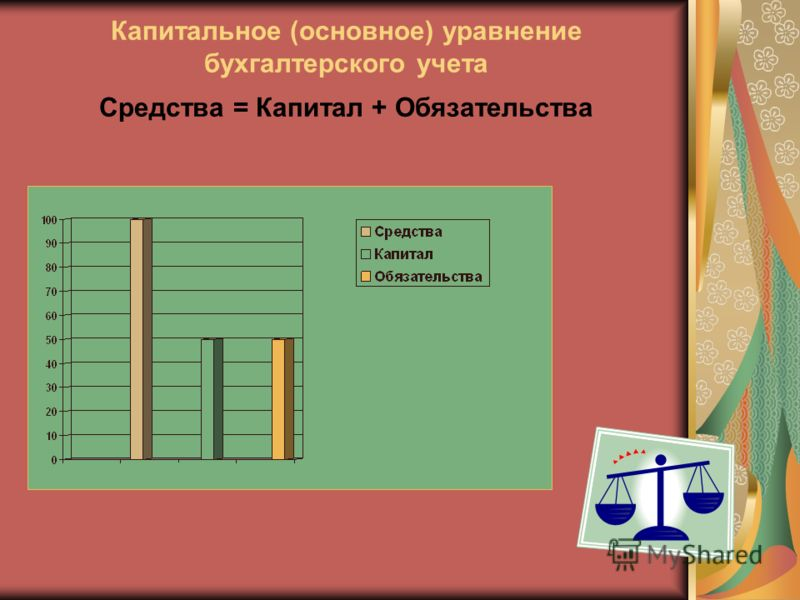 Капитальное (основное) уравнение
бухгалтерского учета
Средства = Капитал + Обязательства
100
90
80
70
60
50
40
30
20
10
0
Средства
Капитал
Обязательства
MyShared